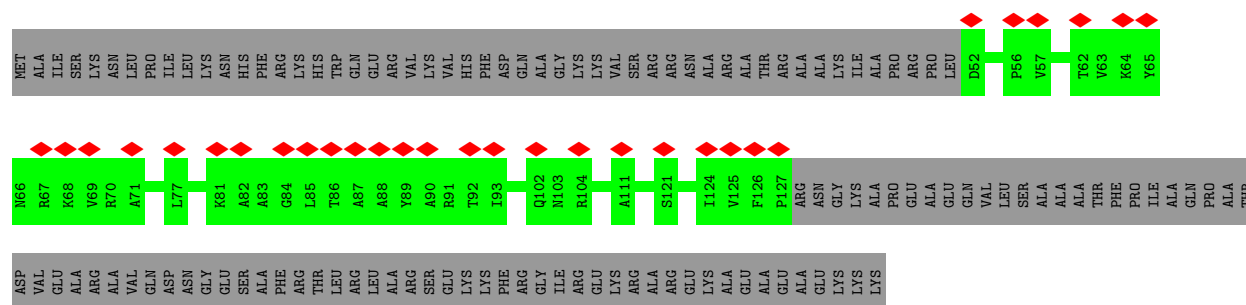 MET ALA ILE SER LYS ASN LEU PRO ILE LEU LYS ASN HIS PHE ARG LYS HIS TRP GLN GLU ARG VAL LYS VAL HIS PHE ASP GLN ALA GLY LYS LYS VAL SER ARG ARG ASN ALA ARG ALA THR ARG ALA ALA LYS ILE ALA PRO ARG PRO LEU D52 P56 V57 T62 V63 K64 Y65
N66 R67 K68 V69 R70 A71 L77 K81 A82 A83 G84 L85 T86 A87 A88 Y89 A90 R91 T92 I93 Q102 N103 R104 A111 S121 I124 V125 F126 P127 ARG ASN GLY LYS ALA PRO GLU ALA GLU GLN VAL LEU SER ALA ALA ALA THR PHE PRO ILE ALA GLN PRO ALA THR
ASP VAL GLU ALA ARG ALA VAL GLN ASP ASN GLY GLU SER ALA PHE ARG THR LEU ARG LEU ALA ARG SER GLU LYS LYS PHE ARG GLY ILE ARG GLU LYS ARG ALA ARG GLU LYS ALA GLU ALA GLU ALA GLU LYS LYS LYS